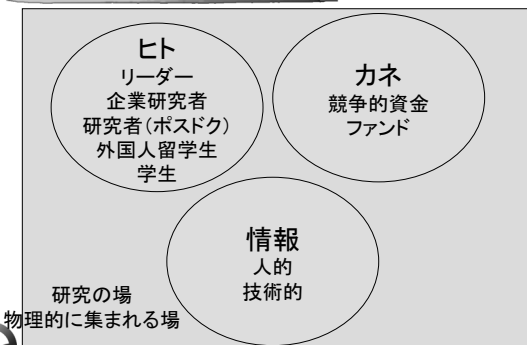 ヒト
リーダー
企業研究者
研究者（ポスドク）
外国人留学生
学生
カネ
競争的資金
ファンド
情報
人的
技術的
研究の場
物理的に集まれる場